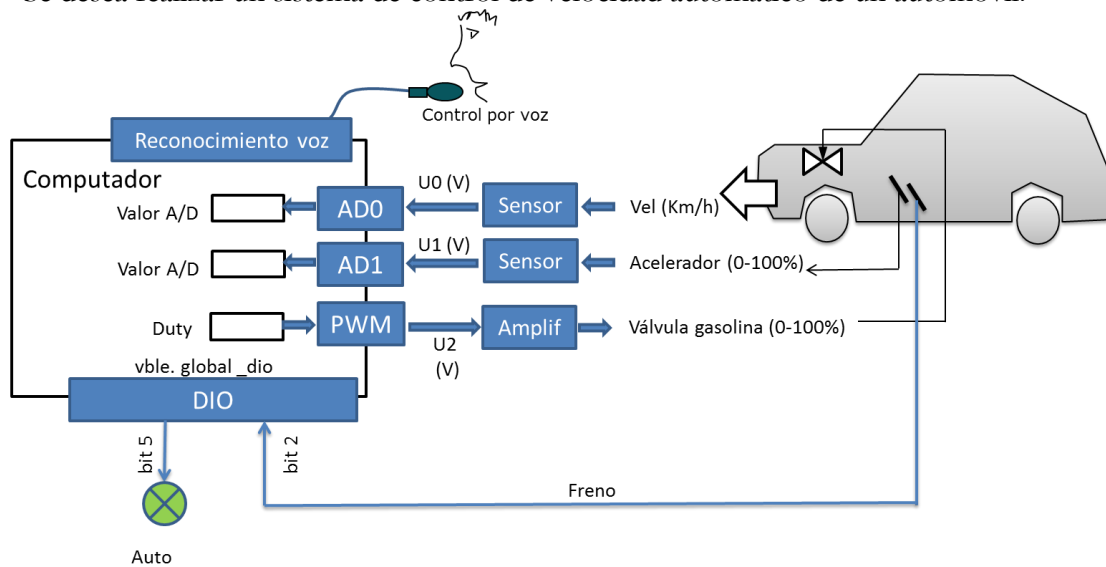 Se desea realizar un sistema de control de velocidad automático de un automóvil.
Control por voz
Reconocimiento voz
Computador
Valor A/D
AD0
U0 (V)
Sensor
Vel (Km/h)
Valor A/D
AD1
U1 (V)
Sensor
Acelerador (0-100%)
Duty
PWM
U2
(V)
Amplif
Válvula gasolina (0-100%)
vble. global _dio
DIO
bit 5
bit 2
Freno
Auto